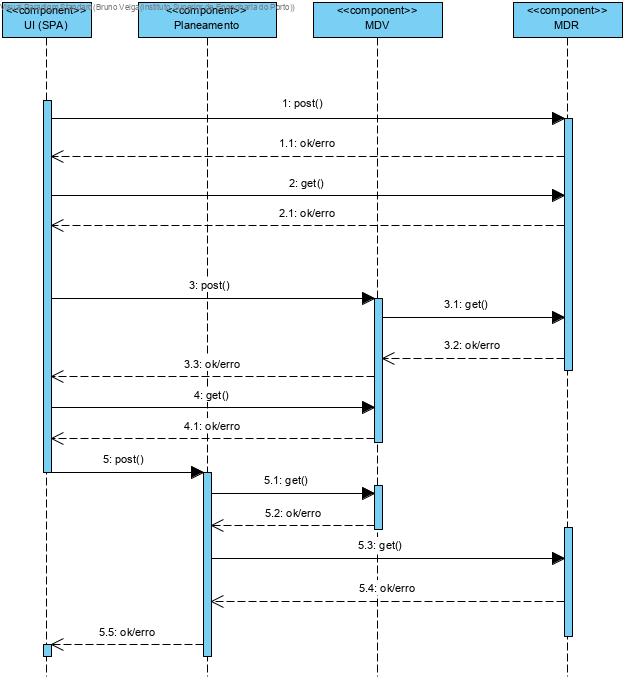 Visual Paradigm Standard (Bruno Veiga(Instituto Superior de Engenharia do Porto))
<<component>>
UI (SPA)
<<component>>
Planeamento
<<component>>
MDV
<<component>>
MDR
1: post()
1.1: ok/erro
2: get()
2.1: ok/erro
3: post()
3.1: get()
3.2: ok/erro
3.3: ok/erro
4: get()
4.1: ok/erro
5: post()
5.1: get()
5.2: ok/erro
5.3: get()
5.4: ok/erro
5.5: ok/erro